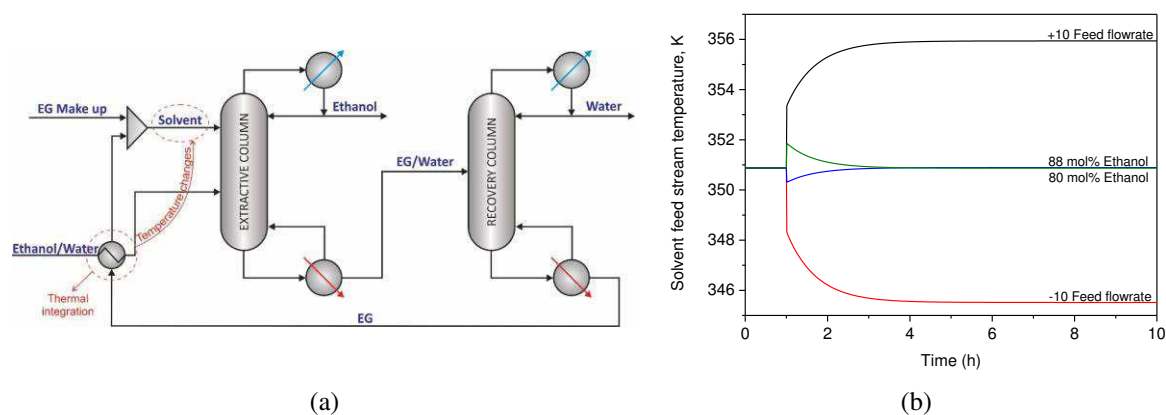 EG Make up
Solvent
Ethanol
Water
EG/Water
EXTRACTIVE COLUMN
RECOVERY COLUMN
Temperature changes
Ethanol/Water
Thermal
integration
EG
(a)
Solvent feed stream temperature, K
356
354
352
350
348
346
+10 Feed flowrate
88 mol% Ethanol
80 mol% Ethanol
-10 Feed flowrate
0 2 4 6 8 10
Time (h)
(b)